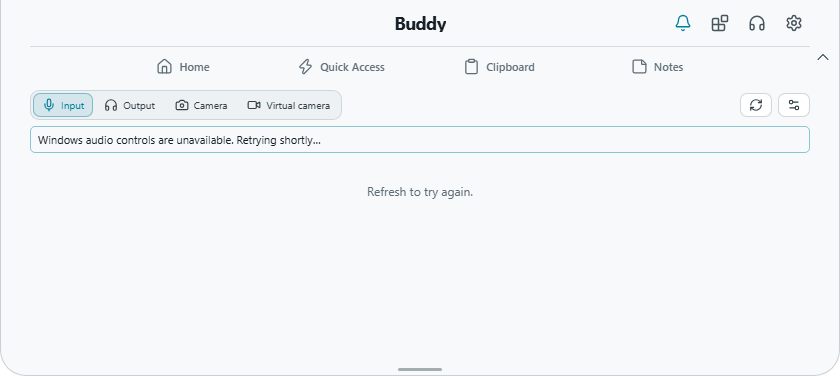 Buddy
Home Quick Access Clipboard Notes
Input Output Camera Virtual camera
Windows audio controls are unavailable. Retrying shortly...
Refresh to try again.